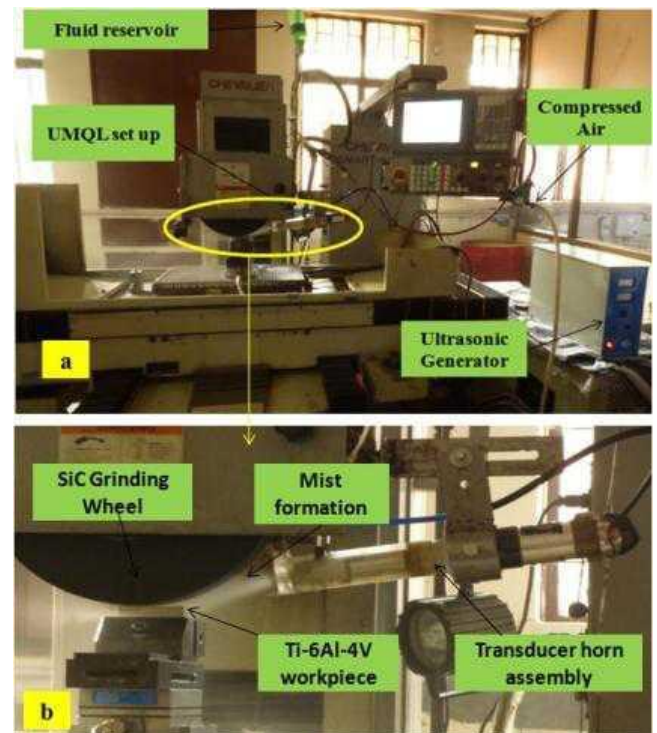 Fluid reservoir
CHEVALIER
UMQL set up
Compressed
Air
Ultrasonic
Generator
a
SiC Grinding
Wheel
Mist
formation
Ti-6Al-4V
workpiece
Transducer horn
assembly
b